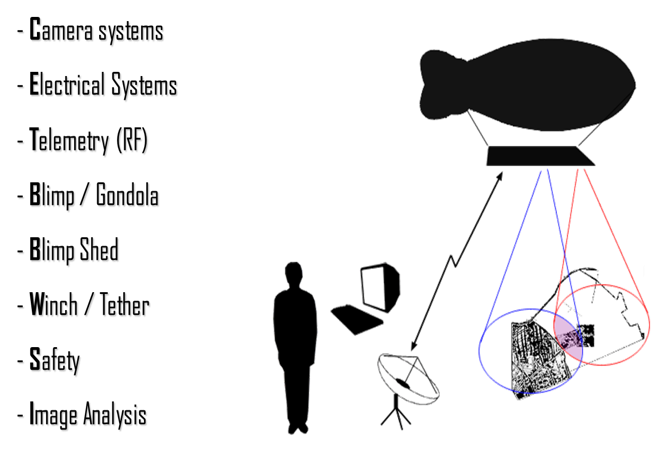 - Camera systems
- Electrical Systems
- Telemetry (RF)
- Blimp / Gondola
- Blimp Shed
- Winch / Tether
- Safety
- Image Analysis